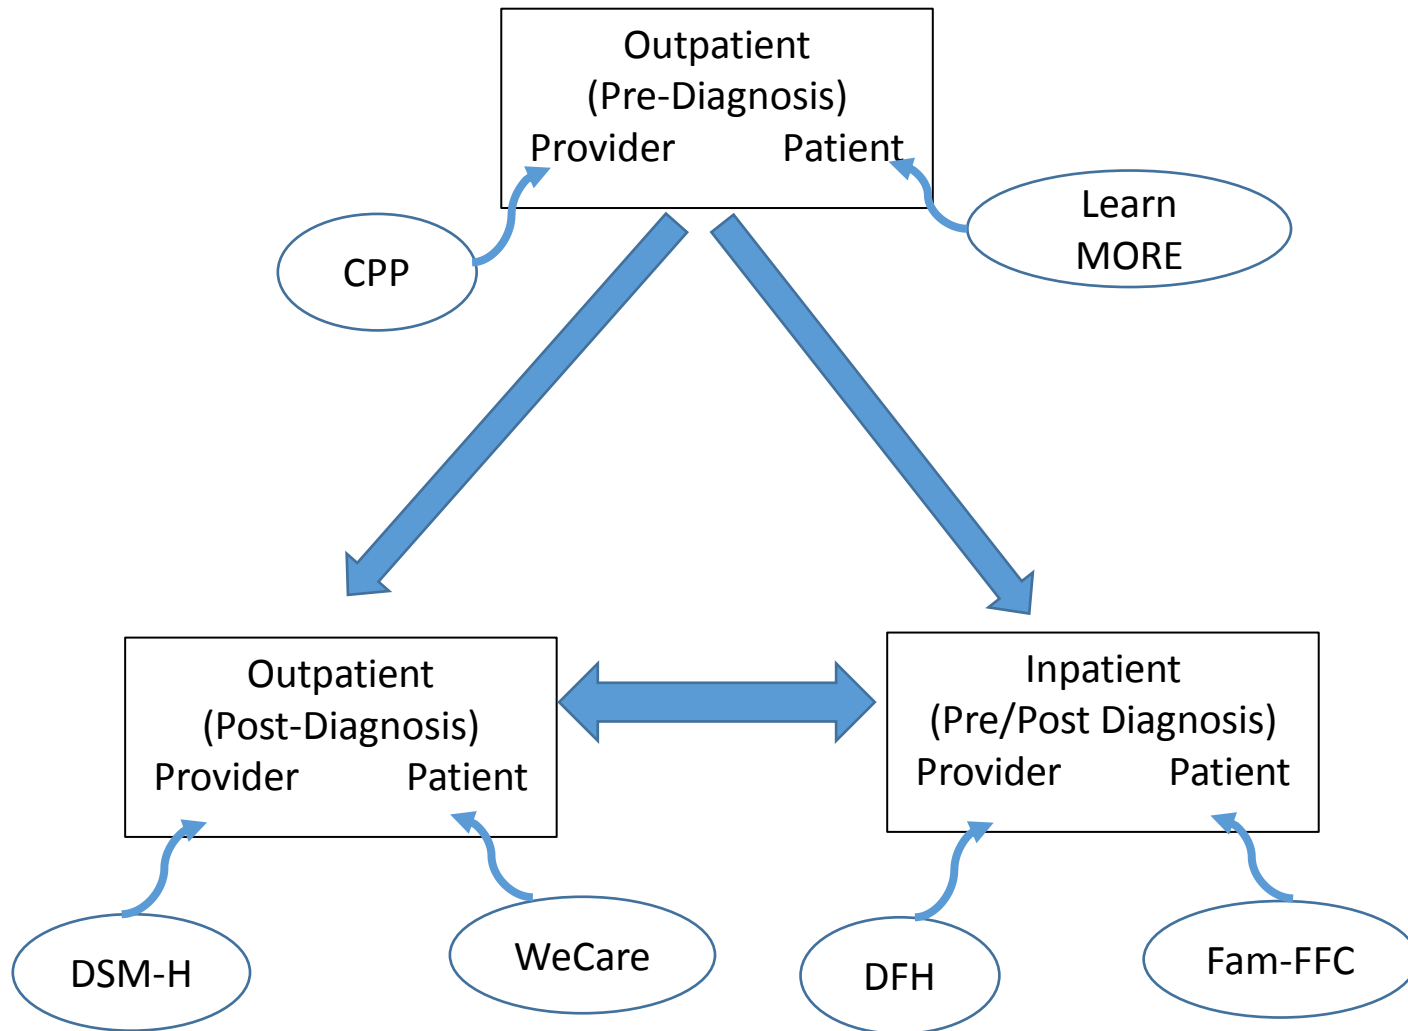 Outpatient
(Pre-Diagnosis)
Provider Patient
CPP
Learn
MORE
Outpatient
(Post-Diagnosis)
Provider Patient
Inpatient
(Pre/Post Diagnosis)
Provider Patient
DSM-H
WeCare
DFH
Fam-FFC